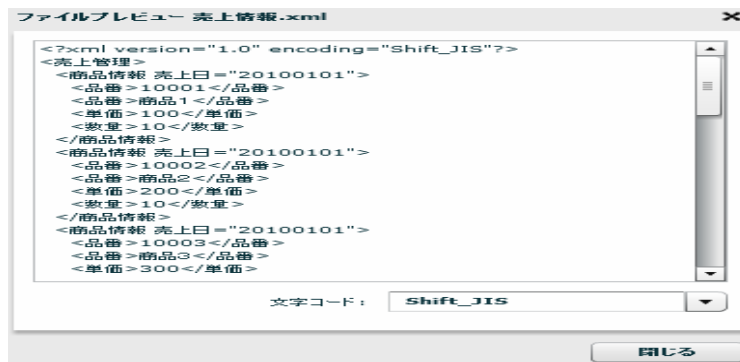 ファイルプレビュー 売上情報.xml
<?xml version="1.0" encoding="Shift_JIS"?>
<売上管理>
<商品情報 売上日="20100101">
<品番>10001</品番>
<品番>商品1</品番>
<単価>100</単価>
<数量>10</数量>
</商品情報>
<商品情報 売上日="20100101">
<品番>10002</品番>
<品番>商品2</品番>
<単価>200</単価>
<数量>10</数量>
</商品情報>
<商品情報 売上日="20100101">
<品番>10003</品番>
<品番>商品3</品番>
<単価>300</単価>
文字コード： Shift_JIS
閉じる